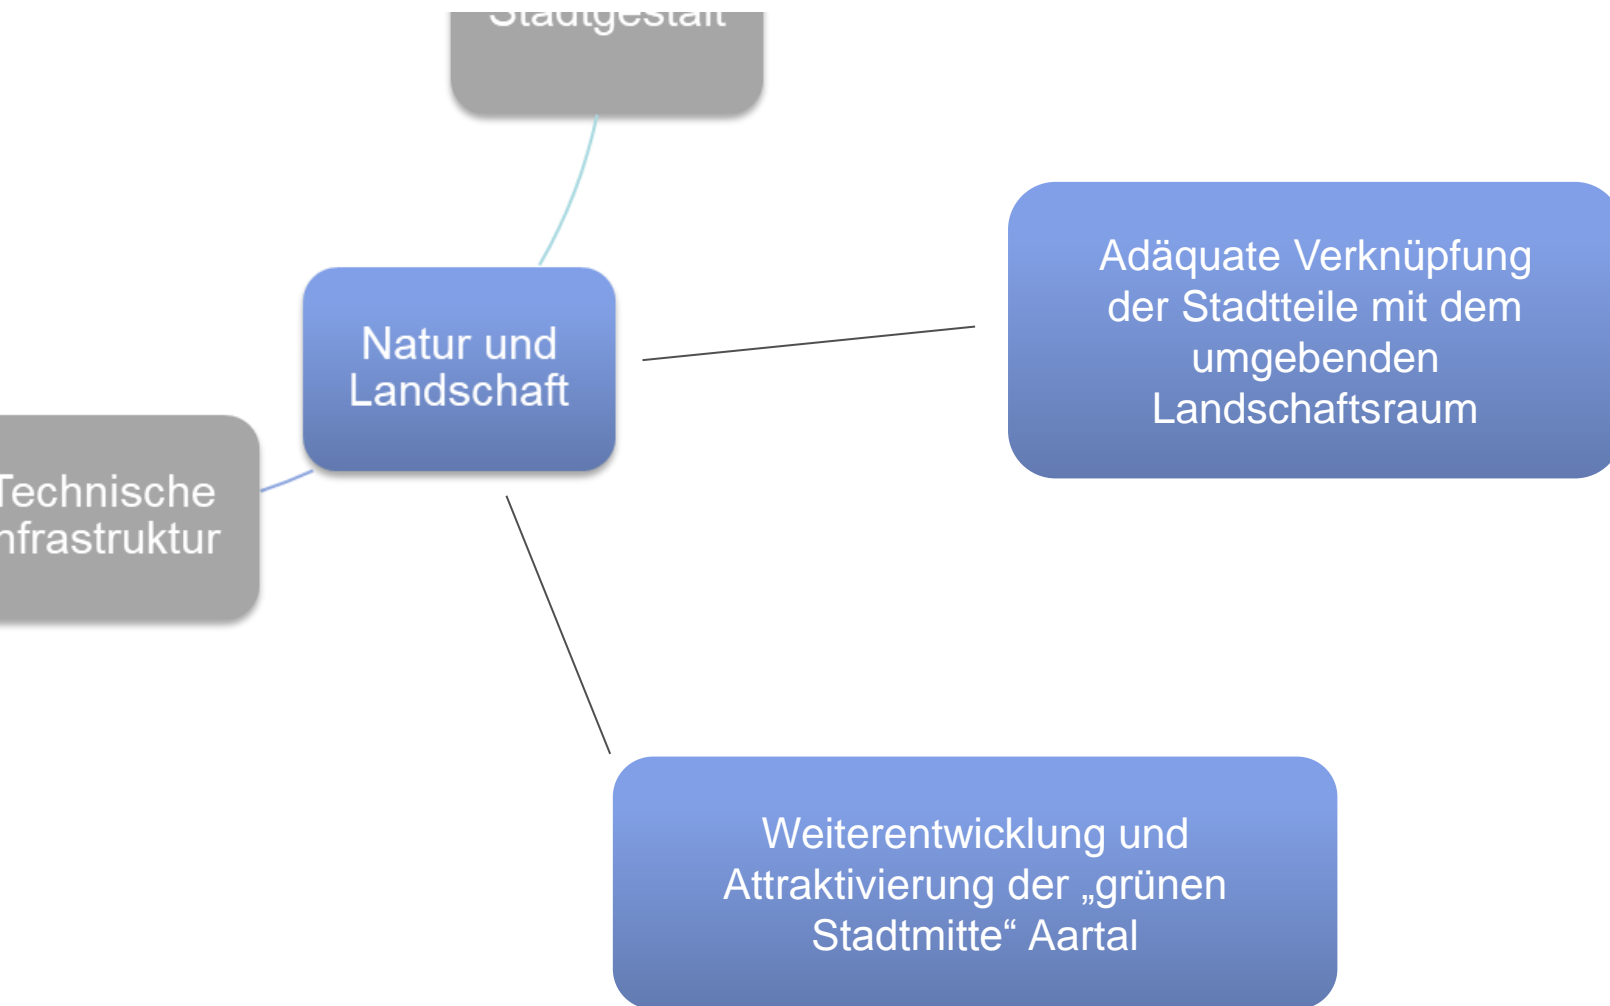 Stadtgestalt
Adäquate Verknüpfung
der Stadtteile mit dem
umgebenden
Landschaftsraum
Natur und
Landschaft
Technische
nfrastruktur
Weiterentwicklung und
Attraktivierung der „grünen
Stadtmitte“ Aartal